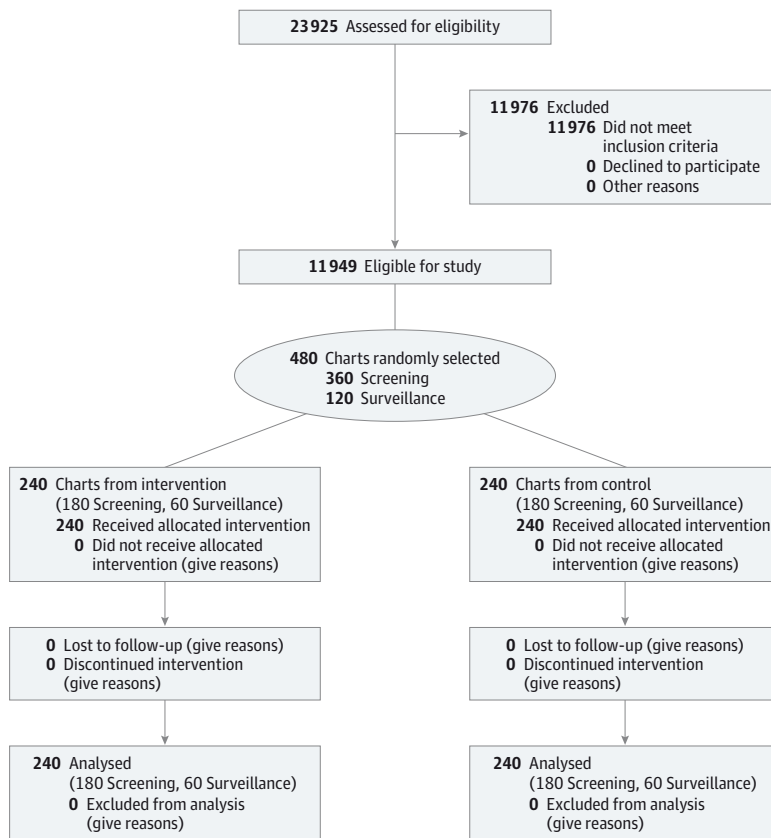 23925 Assessed for eligibility
11976 Excluded
11976 Did not meet
inclusion criteria
0 Declined to participate
0 Other reasons
11949 Eligible for study
480 Charts randomly selected
360 Screening
120 Surveillance
240 Charts from intervention
(180 Screening, 60 Surveillance)
240 Received allocated intervention
0 Did not receive allocated
intervention (give reasons)
240 Charts from control
(180 Screening, 60 Surveillance)
240 Received allocated intervention
0 Did not receive allocated
intervention (give reasons)
0 Lost to follow-up (give reasons)
0 Discontinued intervention
(give reasons)
0 Lost to follow-up (give reasons)
0 Discontinued intervention
(give reasons)
240 Analysed
(180 Screening, 60 Surveillance)
0 Excluded from analysis
(give reasons)
240 Analysed
(180 Screening, 60 Surveillance)
0 Excluded from analysis
(give reasons)